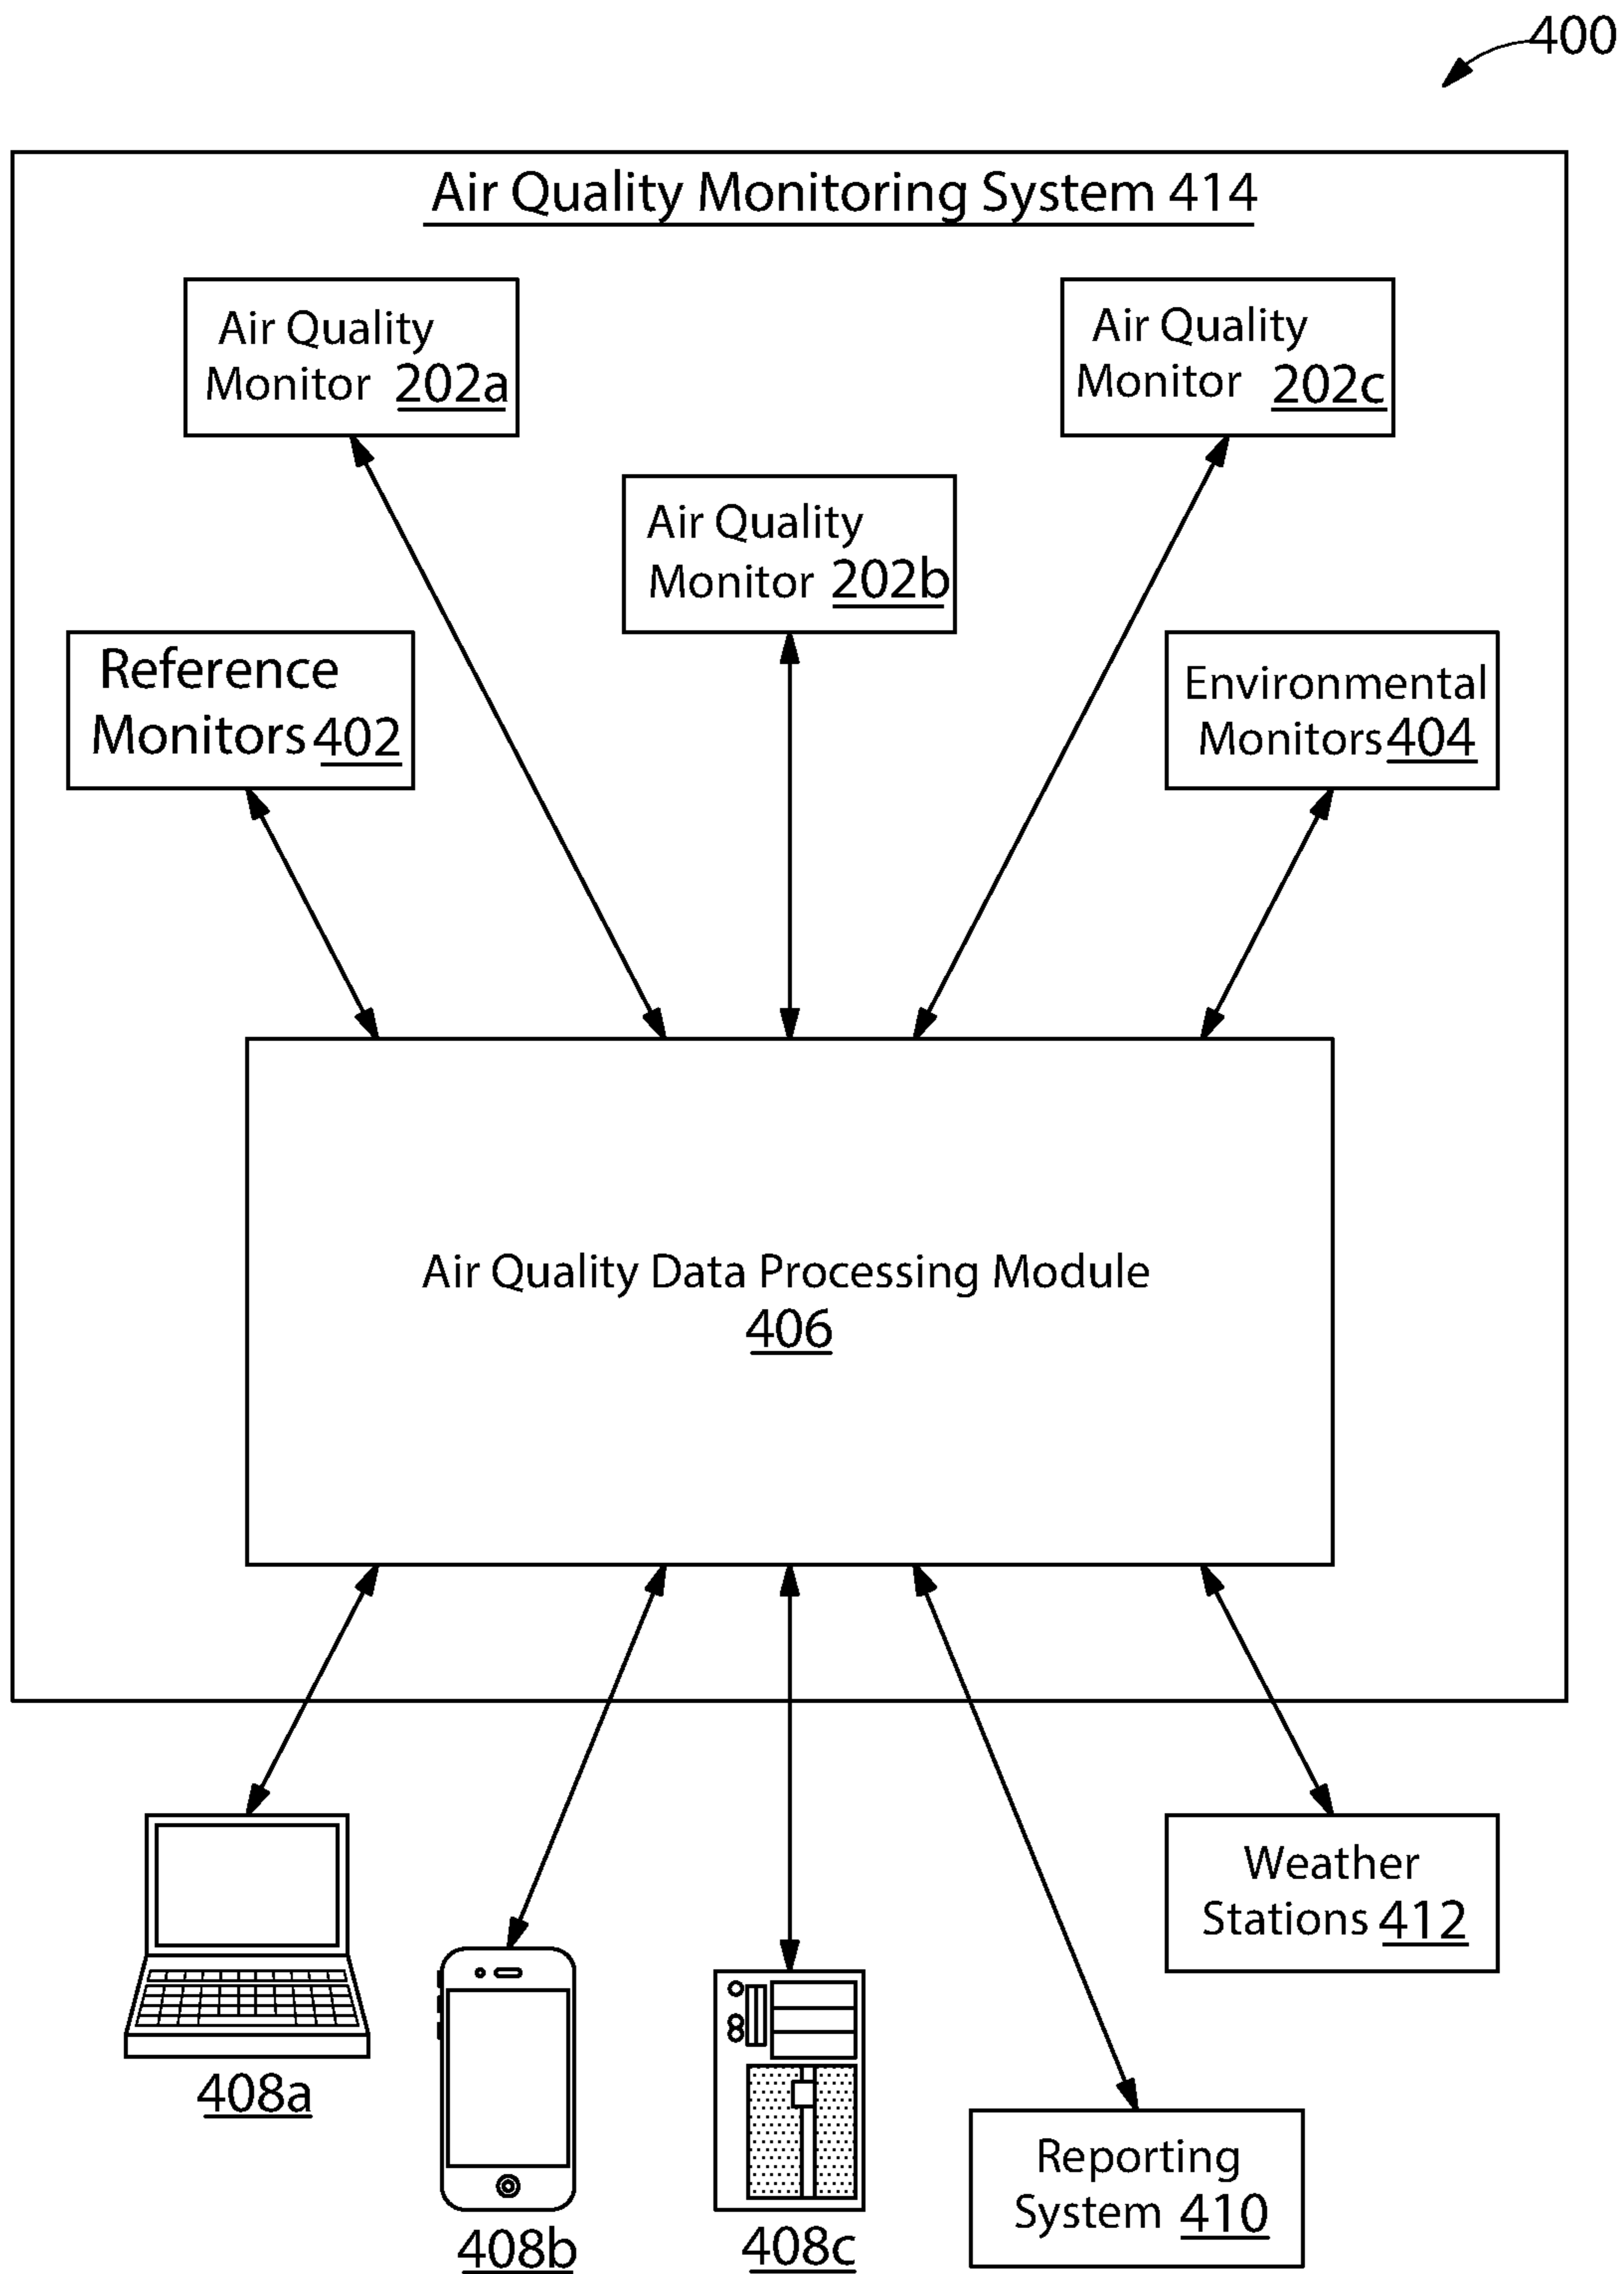 400
Air Quality Monitoring System 414
Air Quality
Monitor 202a
Air Quality
Monitor 202c
Air Quality
Monitor 202b
Reference
Monitors 402
Environmental
Monitors 404
Air Quality Data Processing Module
406
Weather
Stations 412
408a
Reporting
System 410
408b
408c